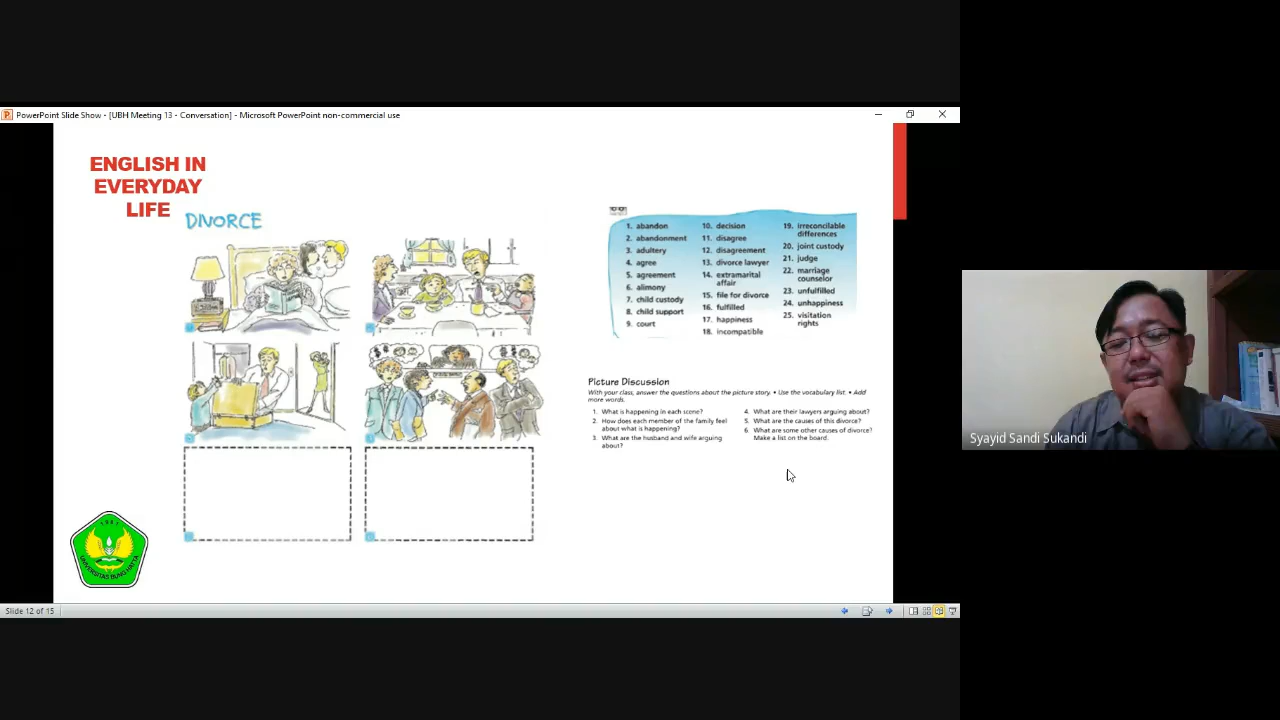 PowerPoint Slide Show - [UBH Meeting 13 - Conversation] - Microsoft PowerPoint non-commercial use
ENGLISH IN
EVERYDAY
LIFE
DIVORCE
1. abandon
2. abandonment
3. adultery
4. agree
5. agreement
6. alimony
7. child custody
8. child support
9. court
10. decision
11. disagree
12. disagreement
13. divorce lawyer
14. extramarital
affair
15. file for divorce
16. fulfilled
17. happiness
18. incompatible
19. irreconcilable
differences
20. joint custody
21. judge
22. marriage
counselor
23. unfulfilled
24. unhappiness
25. visitation
rights
Picture Discussion
With your class, answer the questions about the picture story. • Use the vocabulary list. • Add
more words.
1. What is happening in each scene?
2. How does each member of the family feel
about what is happening?
3. What are the husband and wife arguing
about?
4. What are their lawyers arguing about?
5. What are the causes of this divorce?
6. What are some other causes of divorce?
Make a list on the board.
1981
UNIVERSITAS BUNG HATTA
Slide 12 of 15
Syayid Sandi Sukandi